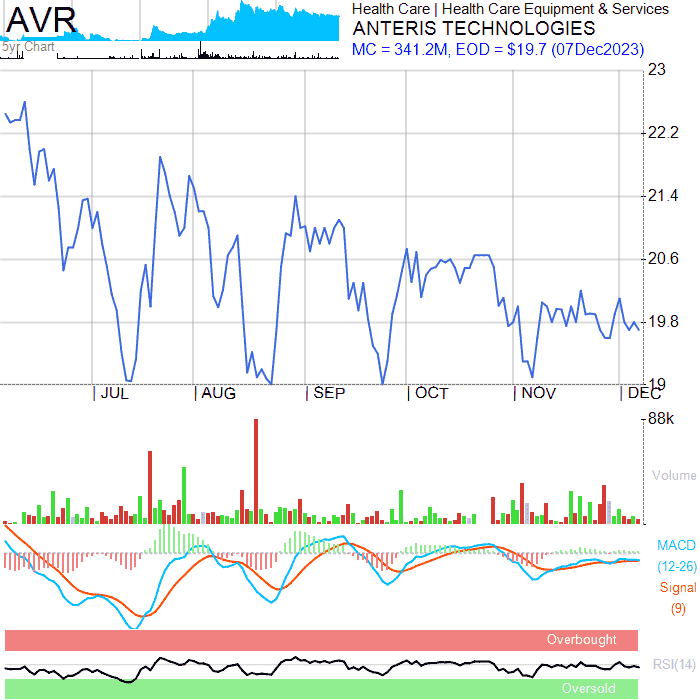 AVR
5yr Chart
Health Care | Health Care Equipment & Services
ANTERIS TECHNOLOGIES
MC = 341.2M, EOD = $19.7 (07Dec2023)
23
22.2
21.4
20.6
19.8
19
JUL AUG SEP OCT NOV DEC
88k
Volume
MACD
(12-26)
Signal
(9)
Overbought
RSI(14)
Oversold